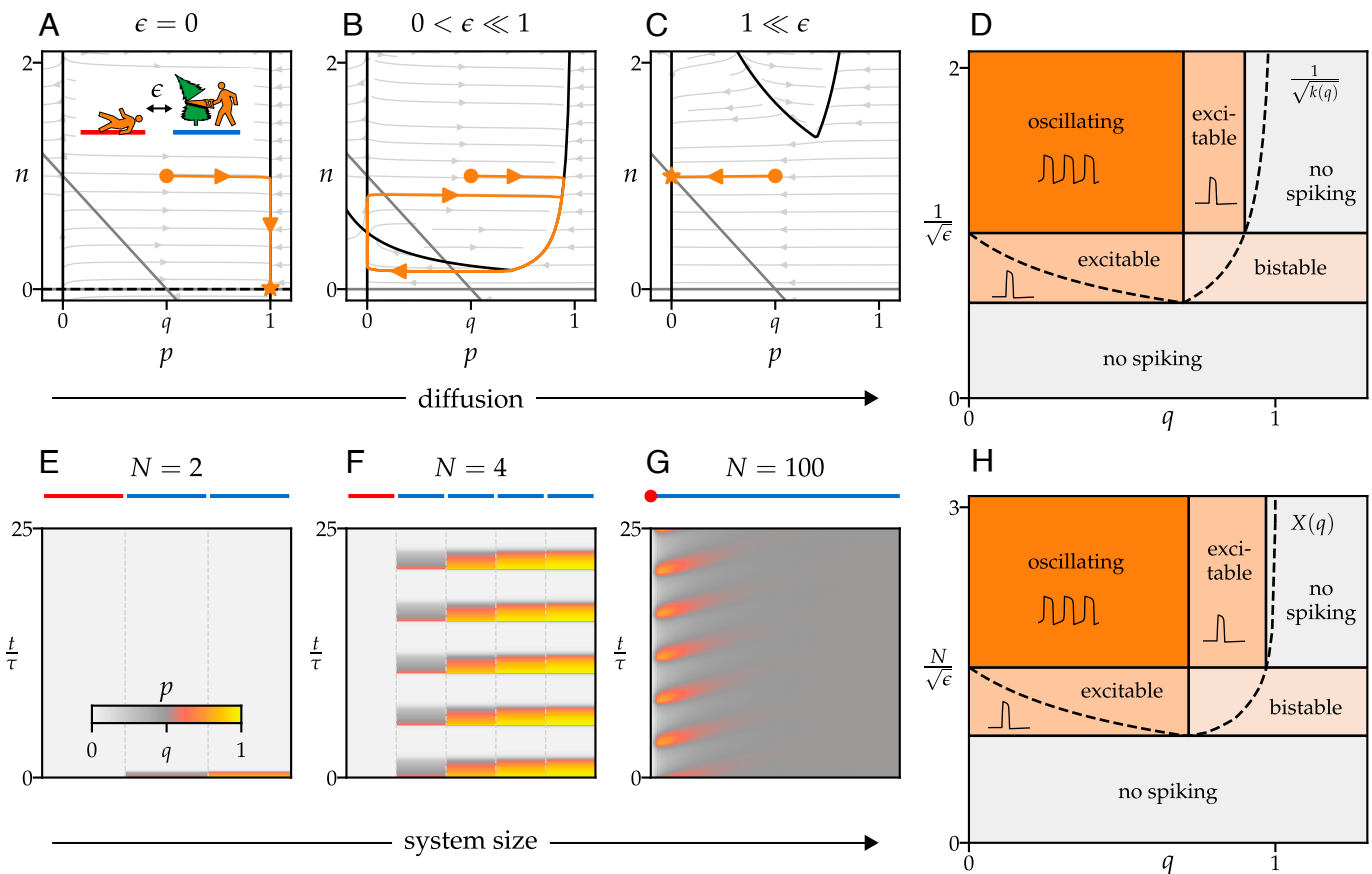 A
ϵ = 0
B
0 < ϵ ≪ 1
C
1 ≪ ϵ
D
2
n
1
0
0
q
1
p
ϵ
2
n
1
0
0
q
1
p
2
n
1
0
0
q
1
p
diffusion
2
1/√ϵ
0
0
q
1
oscillating
exci-
table
1/√k(q)
no
spiking
excitable
bistable
no spiking
E
N = 2
F
N = 4
G
N = 100
H
25
t/τ
0
p
0
q
1
25
t/τ
0
25
t/τ
0
system size
3
N/√ϵ
0
0
q
1
oscillating
exci-
table
X(q)
no
spiking
excitable
bistable
no spiking